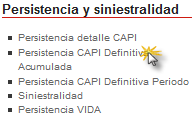 Persistencia y siniestralidad
Persistencia detalle CAPI
Persistencia CAPI Definitiva
Acumulada
Persistencia CAPI Definitiva Periodo
Siniestralidad
Persistencia VIDA